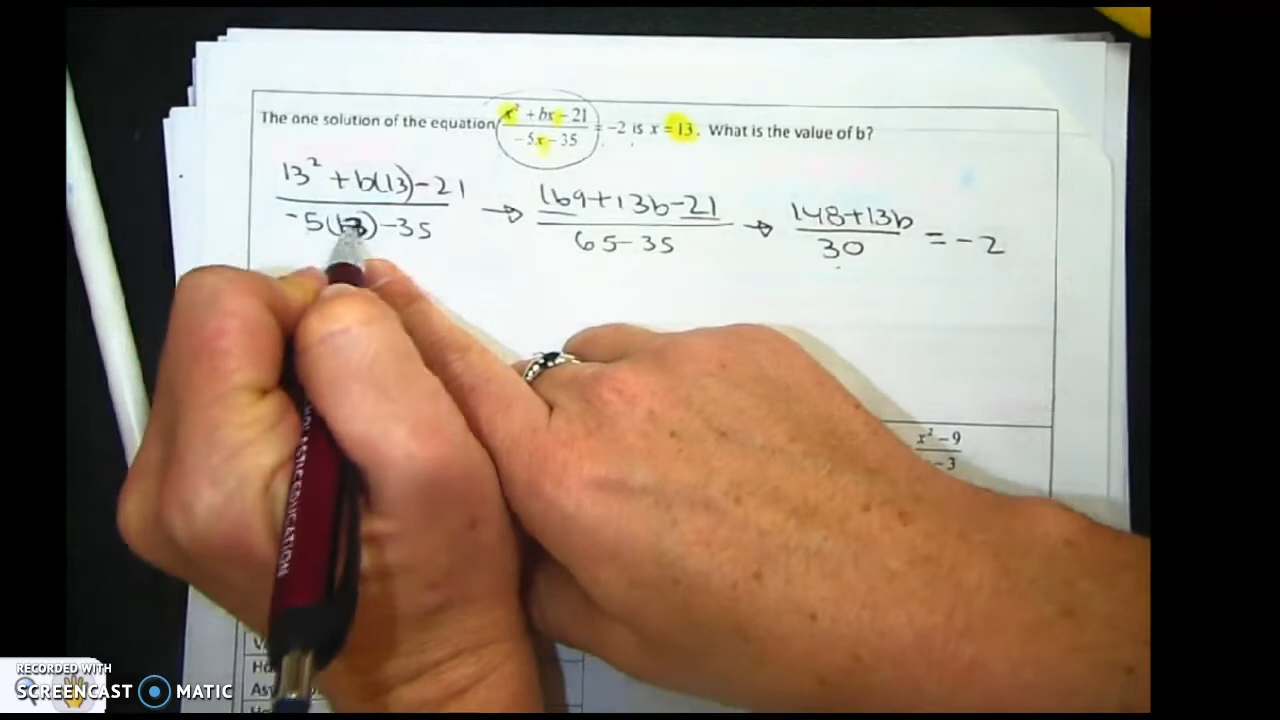 The one solution of the equation x² + bx − 21 / −5x − 35 = −2 is x = 13. What is the value of b?
13² + b(13) − 21 / −5(13) − 35 → 169 + 13b − 21 / 65 − 35 → 148 + 13b / 30 = −2
x² − 9
− 3
RECORDED WITH
SCREENCAST MATIC